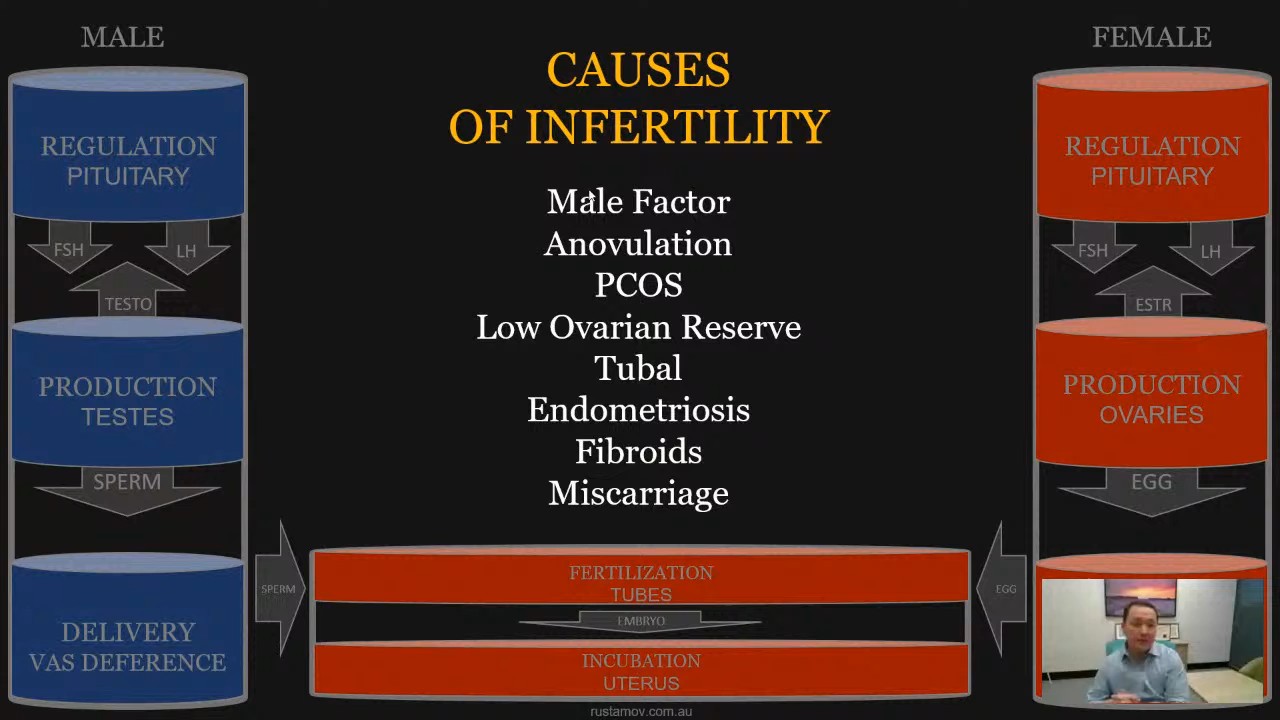 MALE
REGULATION
PITUITARY
FSH
LH
TESTO
PRODUCTION
TESTES
SPERM
DELIVERY
VAS DEFERENCE
CAUSES
OF INFERTILITY
Male Factor
Anovulation
PCOS
Low Ovarian Reserve
Tubal
Endometriosis
Fibroids
Miscarriage
SPERM
FERTILIZATION
TUBES
EMBRYO
INCUBATION
UTERUS
rustamov.com.au
EGG
FEMALE
REGULATION
PITUITARY
FSH
LH
ESTR
PRODUCTION
OVARIES
EGG